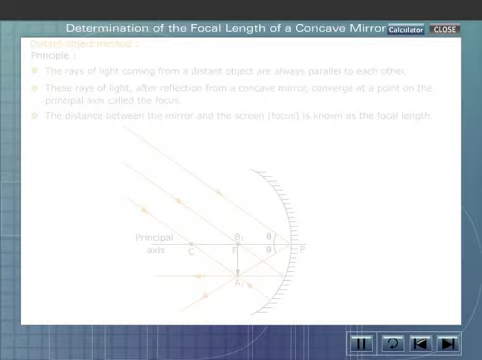 Determination of the Focal Length of a Concave Mirror
Calculator
CLOSE
Distant object method :
Principle :
The rays of light coming from a distant object are always parallel to each other.
These rays of light, after reflection from a concave mirror, converge at a point on the
principal axis called the focus.
The distance between the mirror and the screen (focus) is known as the focal length.
Principal
axis
C
B₁
F
θ
θ
P
A₁